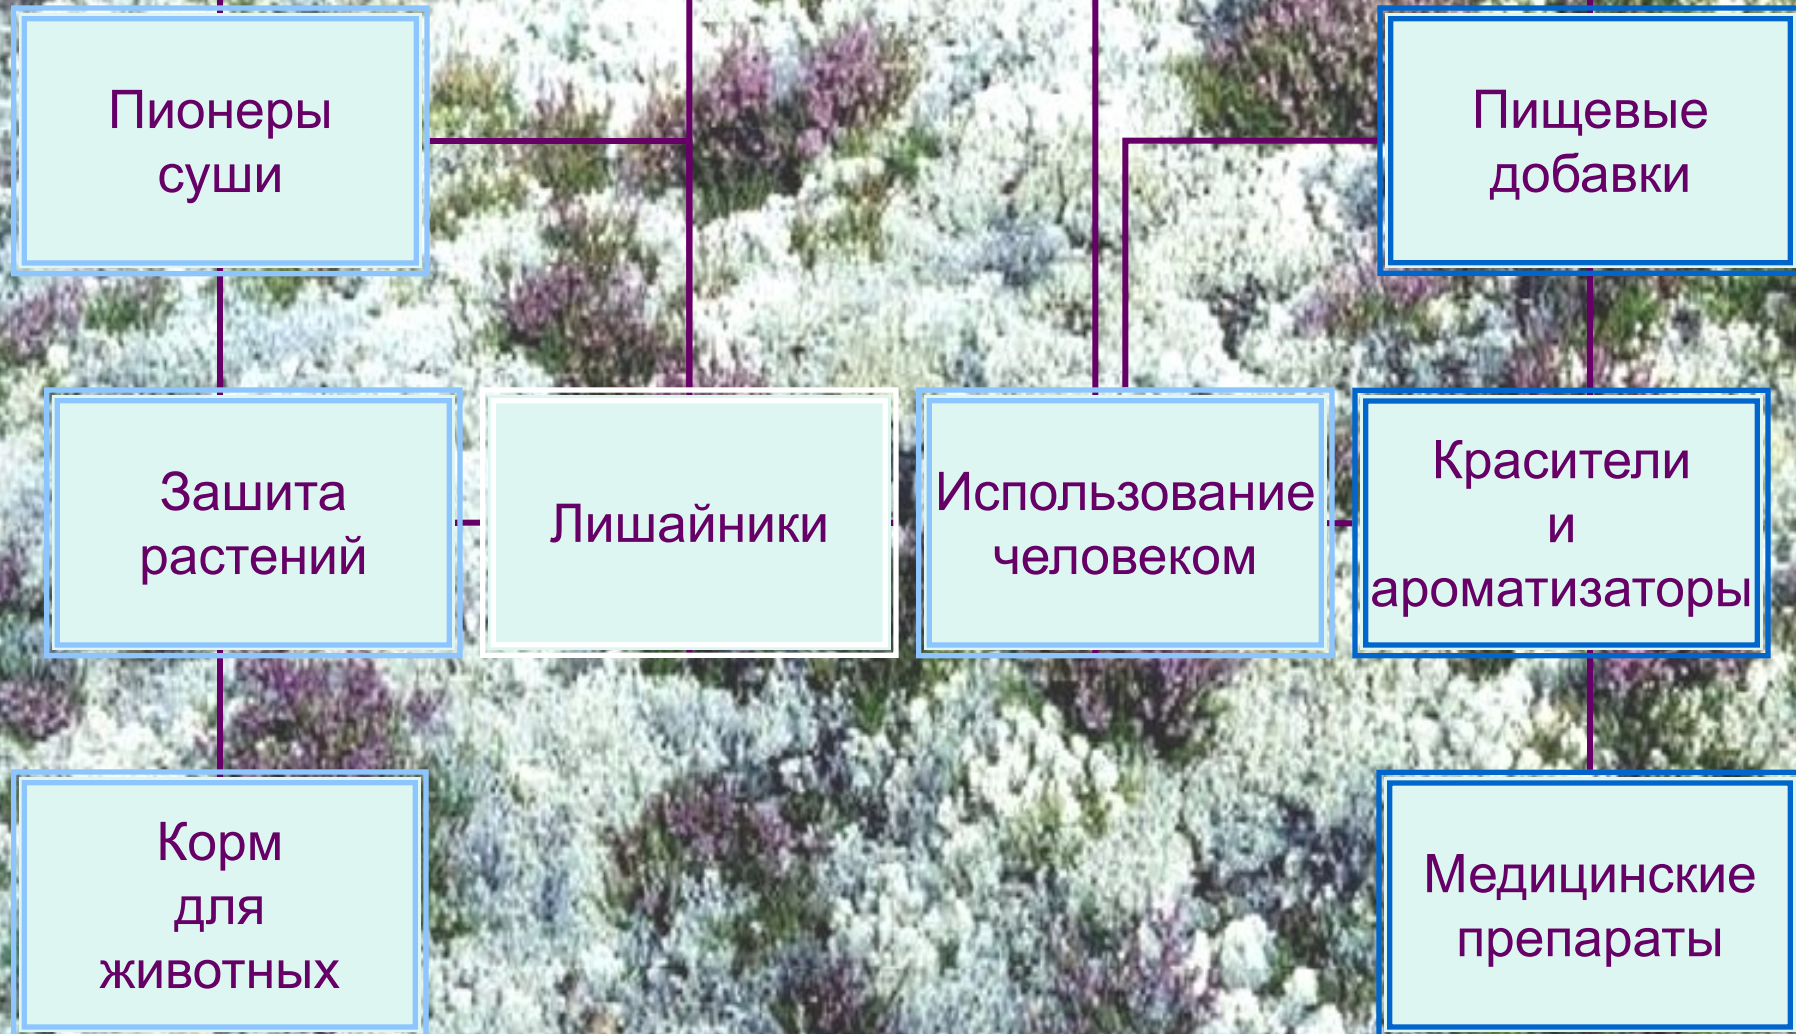 Пионеры
суши
Пищевые
добавки
Зашита
растений
Лишайники
Использование
человеком
Красители
и
ароматизаторы
Корм
для
животных
Медицинские
препараты